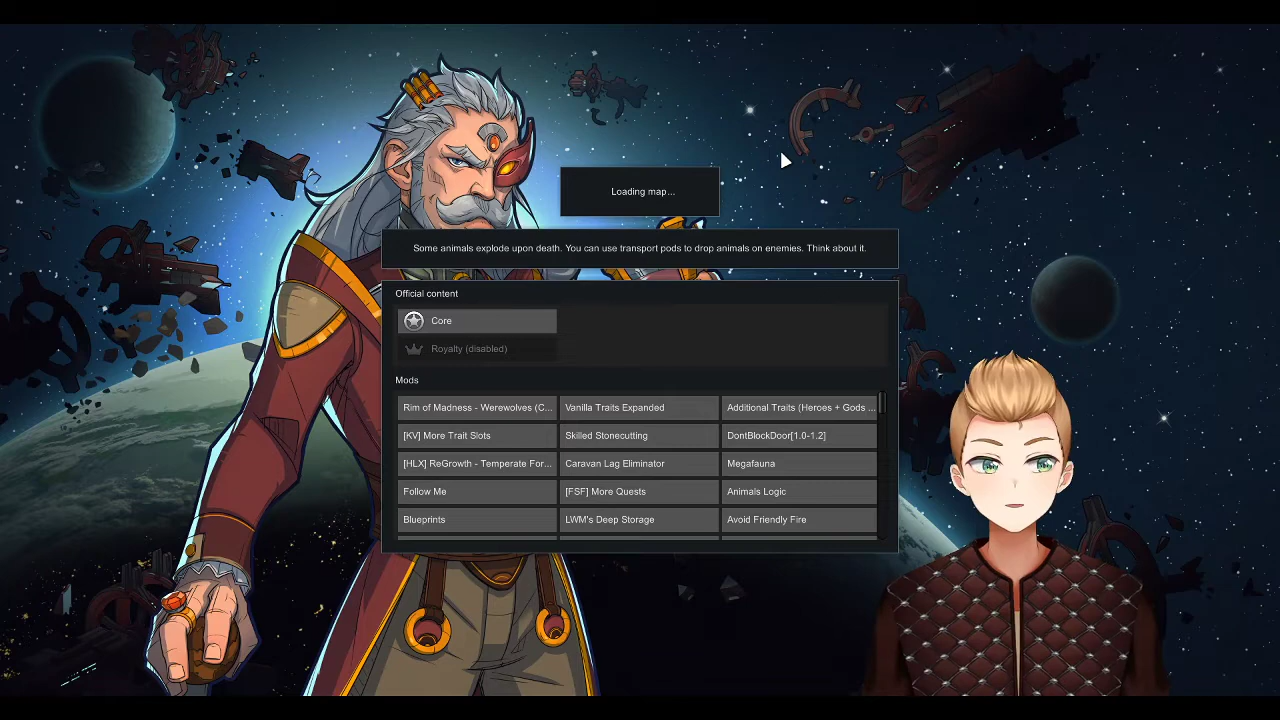 Loading map...
Some animals explode upon death. You can use transport pods to drop animals on enemies. Think about it.
Official content
Core
Royalty (disabled)
Mods
Rim of Madness - Werewolves (C...
Vanilla Traits Expanded
Additional Traits (Heroes + Gods ...
[KV] More Trait Slots
Skilled Stonecutting
DontBlockDoor[1.0-1.2]
[HLX] ReGrowth - Temperate For...
Caravan Lag Eliminator
Megafauna
Follow Me
[FSF] More Quests
Animals Logic
Blueprints
LWM's Deep Storage
Avoid Friendly Fire